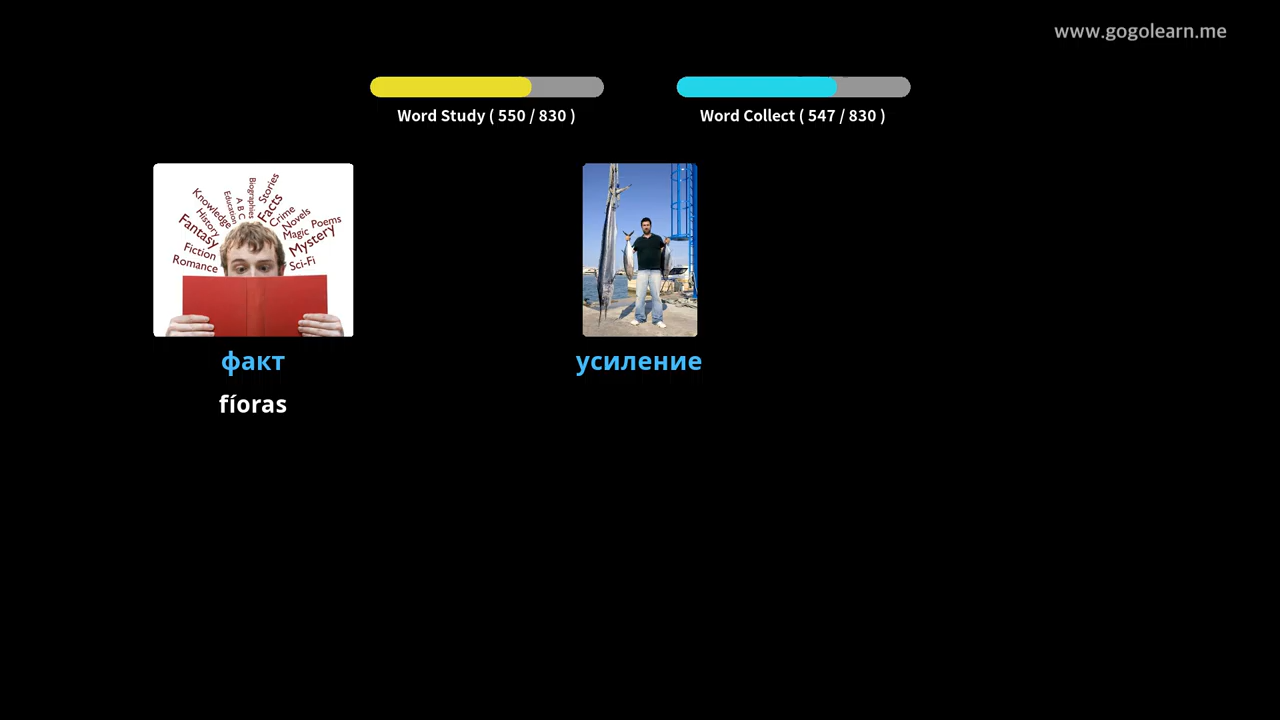 www.gogolearn.me
Word Study ( 550 / 830 )
Word Collect ( 547 / 830 )
Knowledge
Education
A B C
Biographies
Stories
Facts
History
Crime
Novels
Fantasy
Magic
Poems
Mystery
Fiction
Romance
Sci-Fi
факт
усиление
fíoras